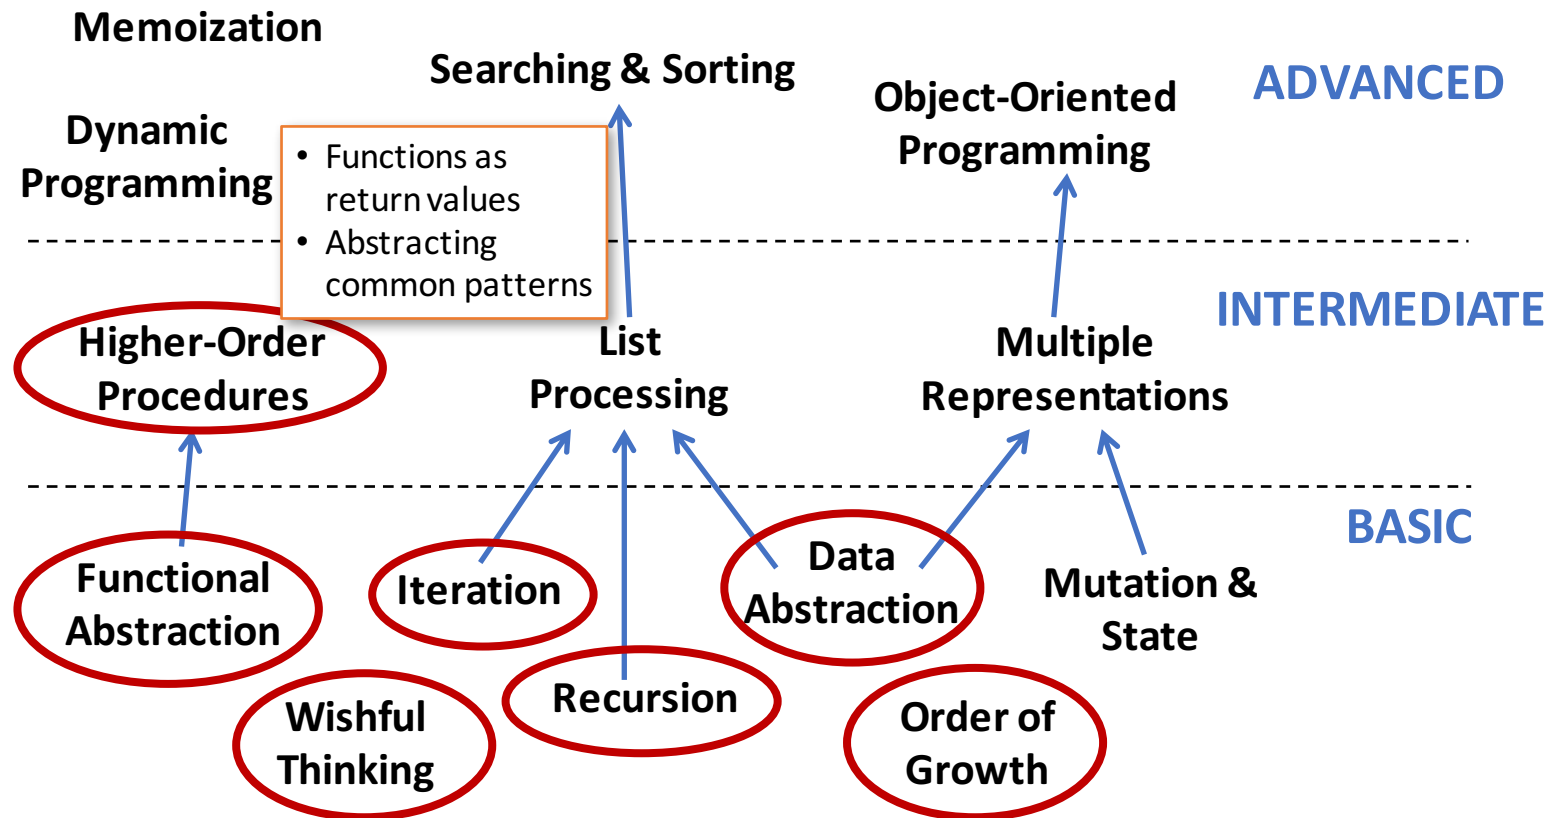 Memoization
Searching & Sorting
ADVANCED
Object-Oriented
Programming
Dynamic
Programming
• Functions as
return values
• Abstracting
common patterns
INTERMEDIATE
Higher-Order
Procedures
List
Processing
Multiple
Representations
BASIC
Functional
Abstraction
Iteration
Data
Abstraction
Mutation &
State
Wishful
Thinking
Recursion
Order of
Growth